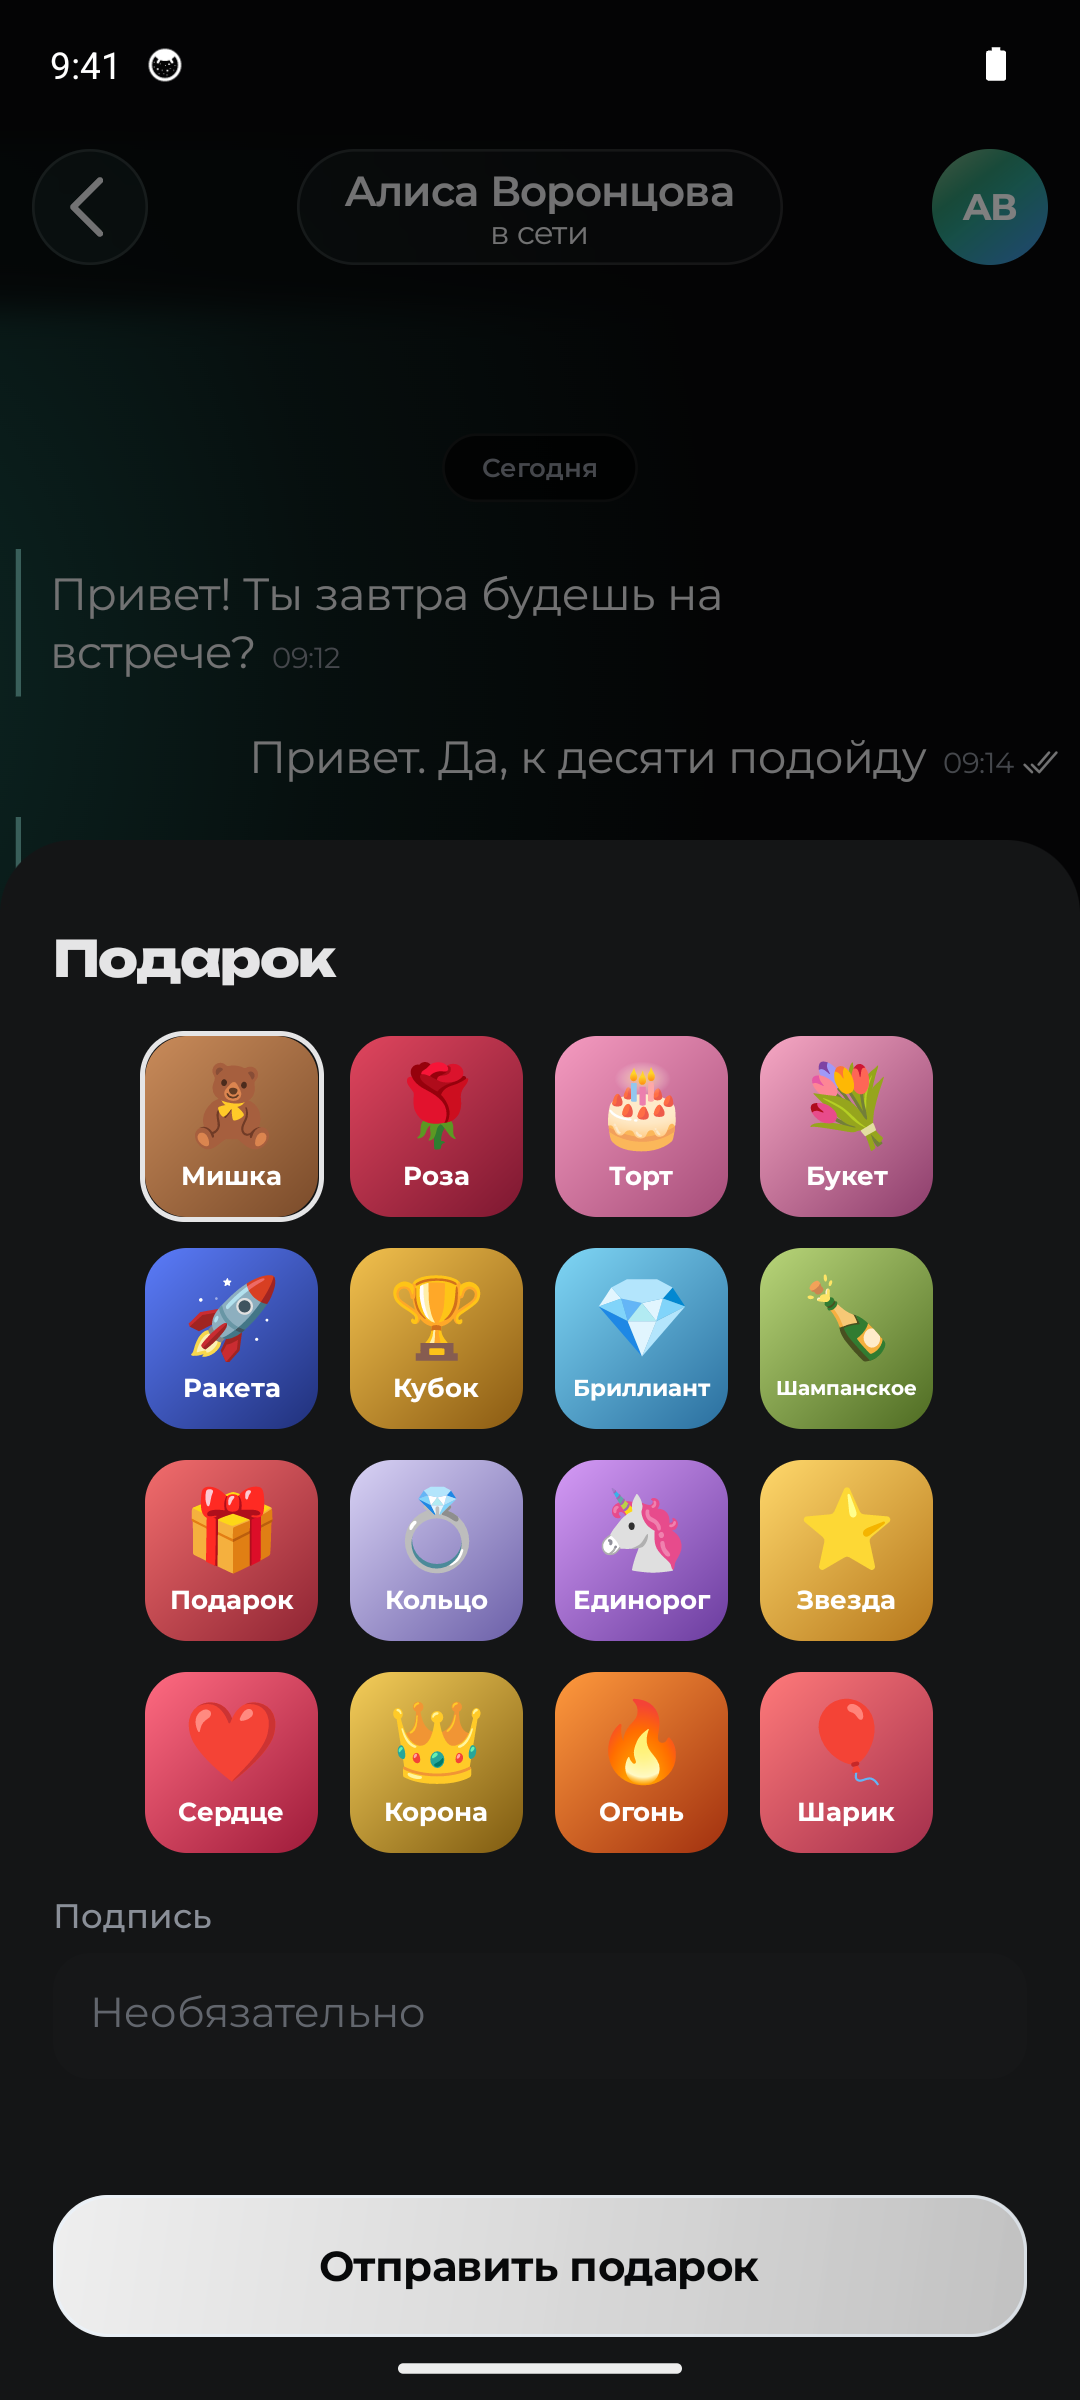 9:41
Алиса Воронцова
в сети
АВ
Сегодня
Привет! Ты завтра будешь на
встрече? 09:12
Привет. Да, к десяти подойду 09:14
Подарок
Мишка
Роза
Торт
Букет
Ракета
Кубок
Бриллиант
Шампанское
Подарок
Кольцо
Единорог
Звезда
Сердце
Корона
Огонь
Шарик
Подпись
Необязательно
Отправить подарок